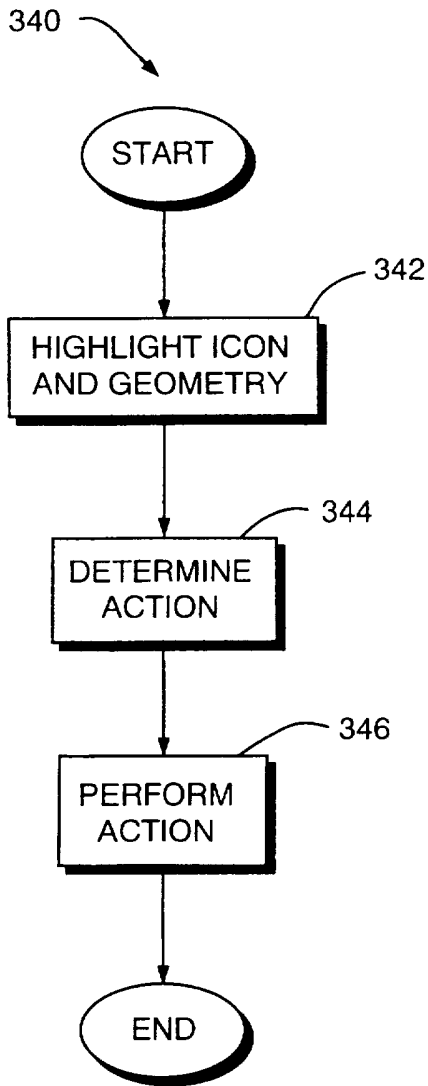 340
START
342
HIGHLIGHT ICON
AND GEOMETRY
344
DETERMINE
ACTION
346
PERFORM
ACTION
END